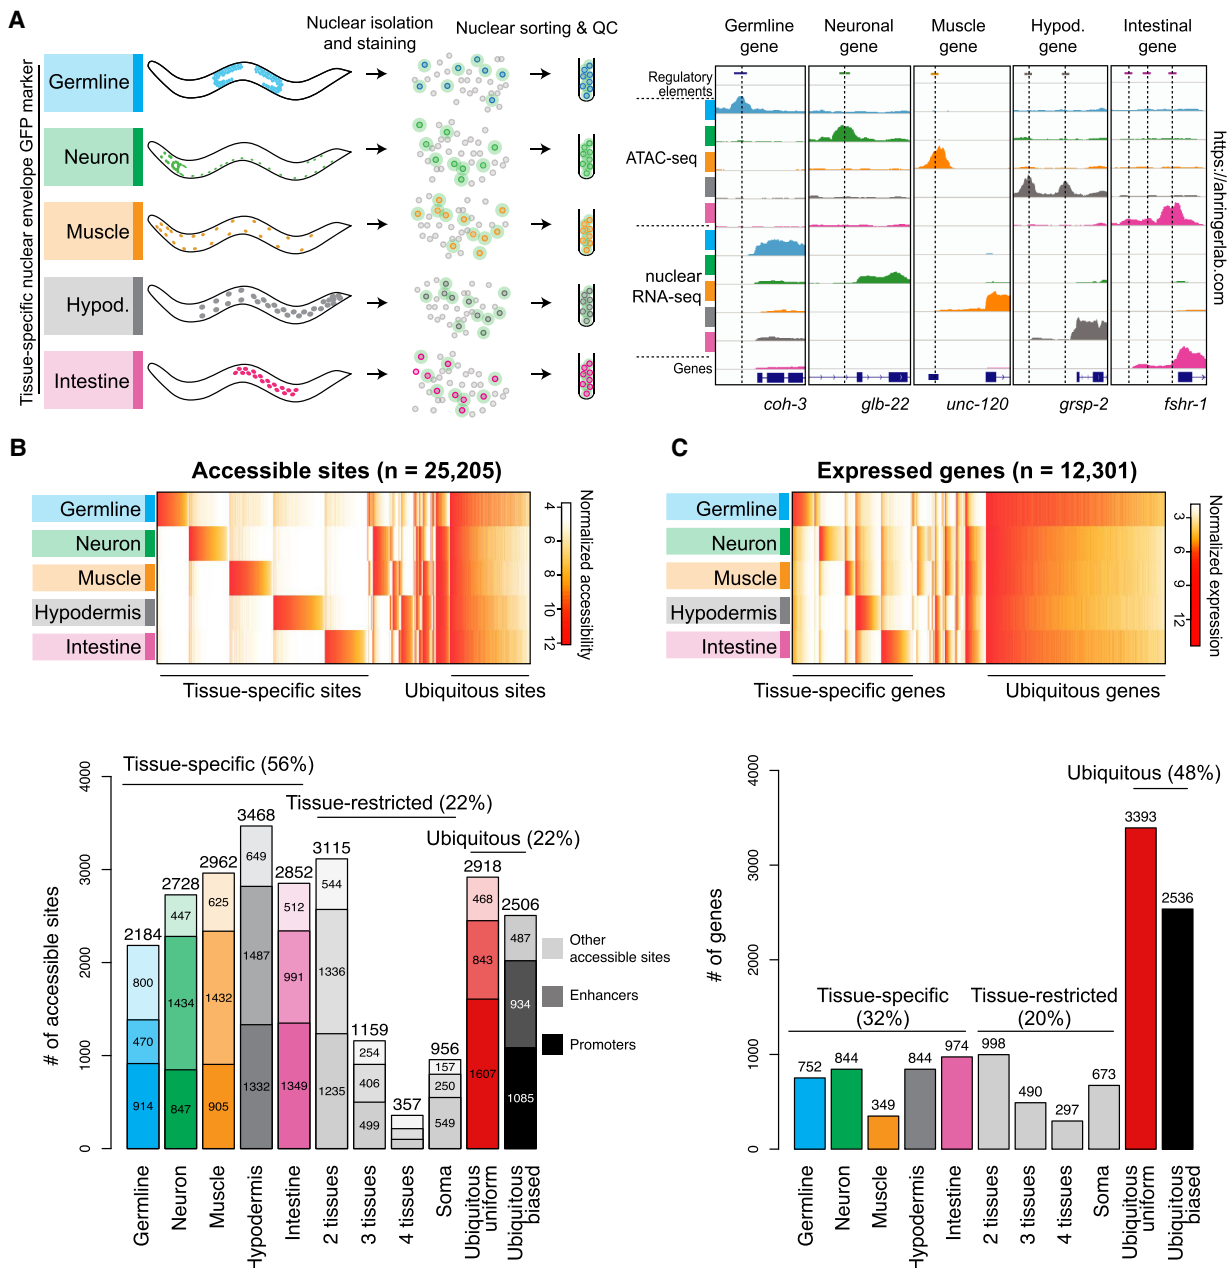 A
Tissue-specific nuclear envelope GFP marker
Nuclear isolation
and staining
Nuclear sorting & QC
Germline
Neuron
Muscle
Hypod.
Intestine
Germline
gene
Neuronal
gene
Muscle
gene
Hypod.
gene
Intestinal
gene
Regulatory
elements
ATAC-seq
nuclear
RNA-seq
Genes
coh-3
glb-22
unc-120
grsp-2
fshr-1
https://ahringerlab.com
B
Accessible sites (n = 25,205)
Germline
Neuron
Muscle
Hypodermis
Intestine
4
6
8
10
12
Normalized accessibility
Tissue-specific sites
Ubiquitous sites
C
Expressed genes (n = 12,301)
Germline
Neuron
Muscle
Hypodermis
Intestine
3
6
9
12
Normalized expression
Tissue-specific genes
Ubiquitous genes
# of accessible sites
0
1000
2000
3000
4000
Tissue-specific (56%)
Tissue-restricted (22%)
Ubiquitous (22%)
2184
800
470
914
2728
447
1434
847
2962
625
1432
905
3468
649
1487
1332
2852
512
991
1349
3115
544
1336
1235
1159
254
406
499
357
956
157
250
549
2918
468
843
1607
2506
487
934
1085
Other
accessible sites
Enhancers
Promoters
Germline
Neuron
Muscle
Hypodermis
Intestine
2 tissues
3 tissues
4 tissues
Soma
Ubiquitous
uniform
Ubiquitous
biased
# of genes
0
1000
2000
3000
4000
Tissue-specific
(32%)
Tissue-restricted
(20%)
Ubiquitous (48%)
752
844
349
844
974
998
490
297
673
3393
2536
Germline
Neuron
Muscle
Hypodermis
Intestine
2 tissues
3 tissues
4 tissues
Soma
Ubiquitous
uniform
Ubiquitous
biased